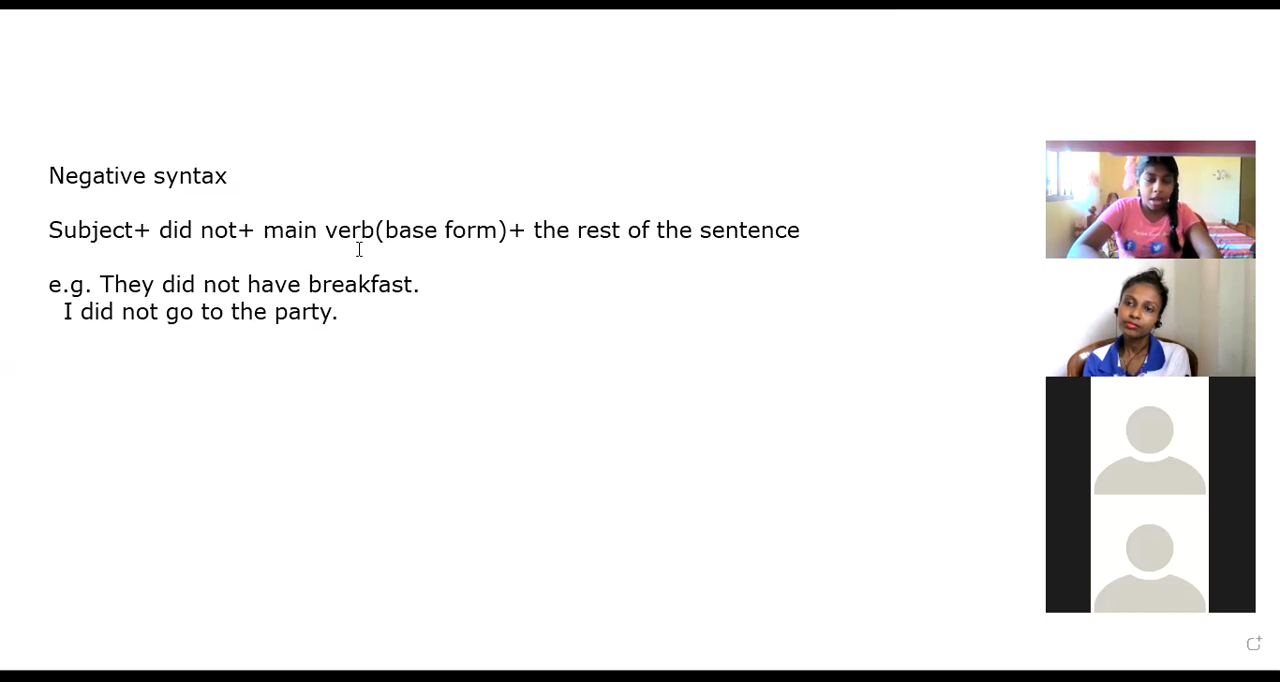 Negative syntax
Subject+ did not+ main verb(base form)+ the rest of the sentence
e.g. They did not have breakfast.
I did not go to the party.